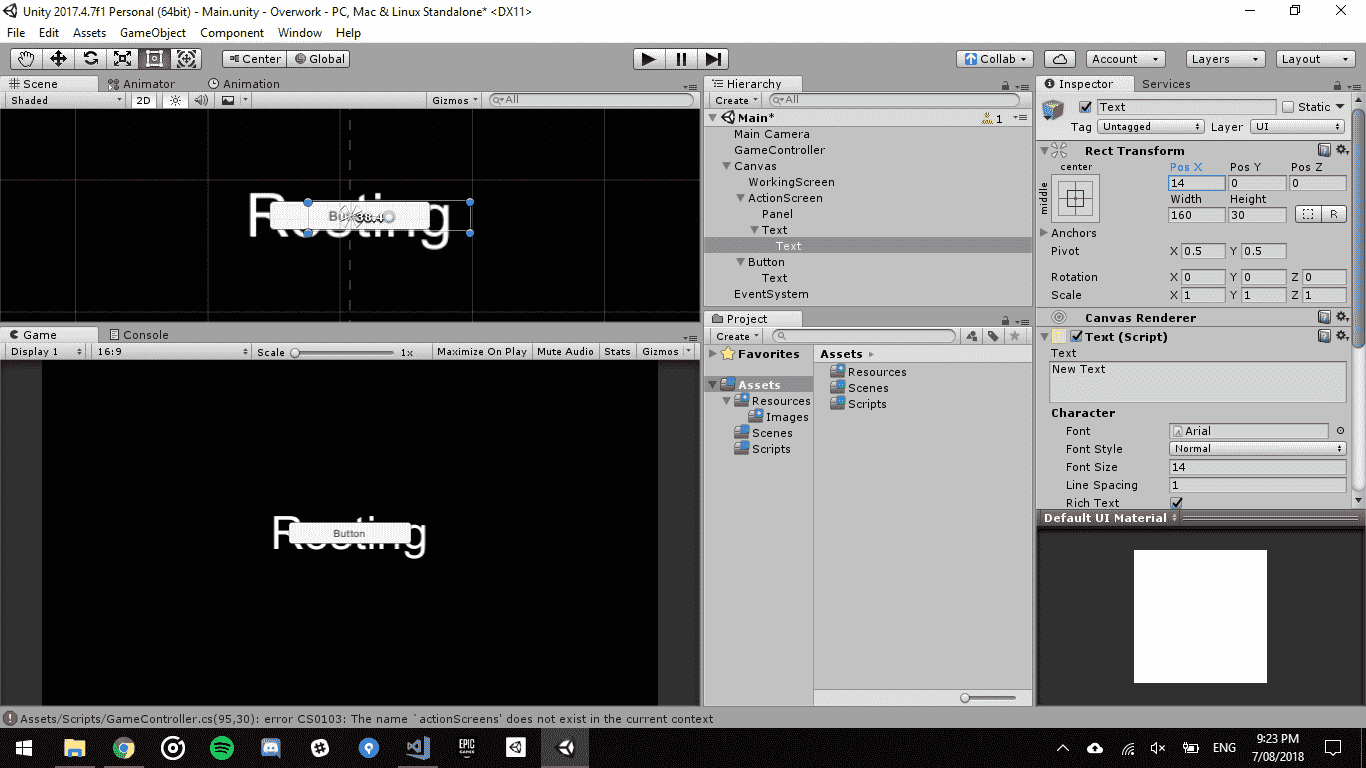 Unity 2017.4.7f1 Personal (64bit) - Main.unity - Overwork - PC, Mac & Linux Standalone* <DX11>
File Edit Assets GameObject Component Window Help
Center Global Collab Account Layers Layout
Scene Animator Animation
Shaded 2D Gizmos All
Button
38.4
Resting
Game Console
Display 1 16:9 Scale 1x Maximize On Play Mute Audio Stats Gizmos
Resting
Button
Hierarchy
Create All
Main* 1
Main Camera
GameController
Canvas
WorkingScreen
ActionScreen
Panel
Text
Text
Button
Text
EventSystem
Project
Create
Favorites
Assets
Resources
Images
Scenes
Scripts
Assets
Resources
Scenes
Scripts
Inspector Services
Text Static
Tag Untagged Layer UI
Rect Transform
center Pos X Pos Y Pos Z
middle 14 0 0
Width Height
160 30 R
Anchors
Pivot X 0.5 Y 0.5
Rotation X 0 Y 0 Z 0
Scale X 1 Y 1 Z 1
Canvas Renderer
Text (Script)
Text
New Text
Character
Font Arial
Font Style Normal
Font Size 14
Line Spacing 1
Rich Text
Default UI Material
Assets/Scripts/GameController.cs(95,30): error CS0103: The name `actionScreens' does not exist in the current context
EPIC GAMES
ENG
9:23 PM
7/08/2018